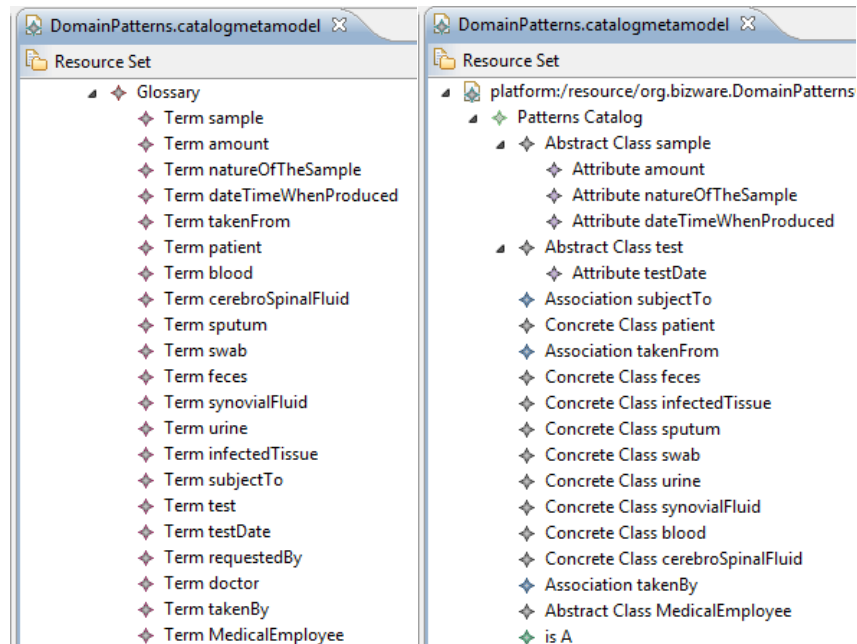 DomainPatterns.catalogmetamodel
Resource Set
Glossary
Term sample
Term amount
Term natureOfTheSample
Term dateTimeWhenProduced
Term takenFrom
Term patient
Term blood
Term cerebroSpinalFluid
Term sputum
Term swab
Term feces
Term synovialFluid
Term urine
Term infectedTissue
Term subjectTo
Term test
Term testDate
Term requestedBy
Term doctor
Term takenBy
Term MedicalEmployee
DomainPatterns.catalogmetamodel
Resource Set
platform:/resource/org.bizware.DomainPatterns
Patterns Catalog
Abstract Class sample
Attribute amount
Attribute natureOfTheSample
Attribute dateTimeWhenProduced
Abstract Class test
Attribute testDate
Association subjectTo
Concrete Class patient
Association takenFrom
Concrete Class feces
Concrete Class infectedTissue
Concrete Class sputum
Concrete Class swab
Concrete Class urine
Concrete Class synovialFluid
Concrete Class blood
Concrete Class cerebroSpinalFluid
Association takenBy
Abstract Class MedicalEmployee
is A